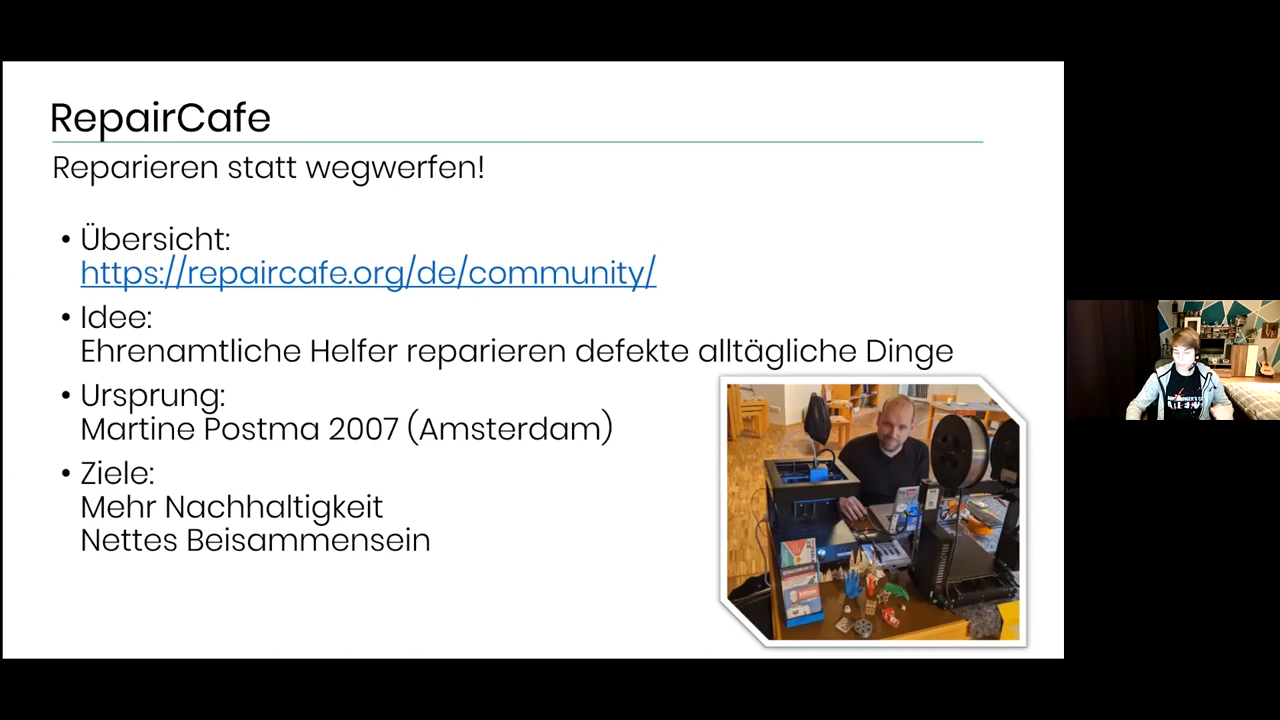 RepairCafe
Reparieren statt wegwerfen!
• Übersicht:
https://repaircafe.org/de/community/
• Idee:
Ehrenamtliche Helfer reparieren defekte alltägliche Dinge
• Ursprung:
Martine Postma 2007 (Amsterdam)
• Ziele:
Mehr Nachhaltigkeit
Nettes Beisammensein